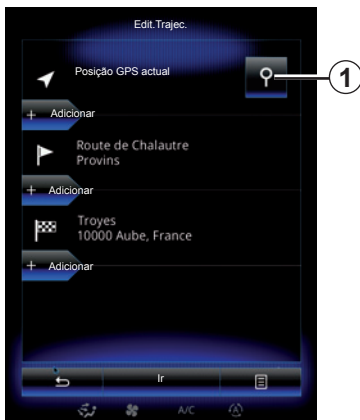 Edit.Trajec.
Posição GPS actual
1
+ Adicionar
Route de Chalautre
Provins
+ Adicionar
Troyes
10000 Aube, France
+ Adicionar
Ir
A/C
A